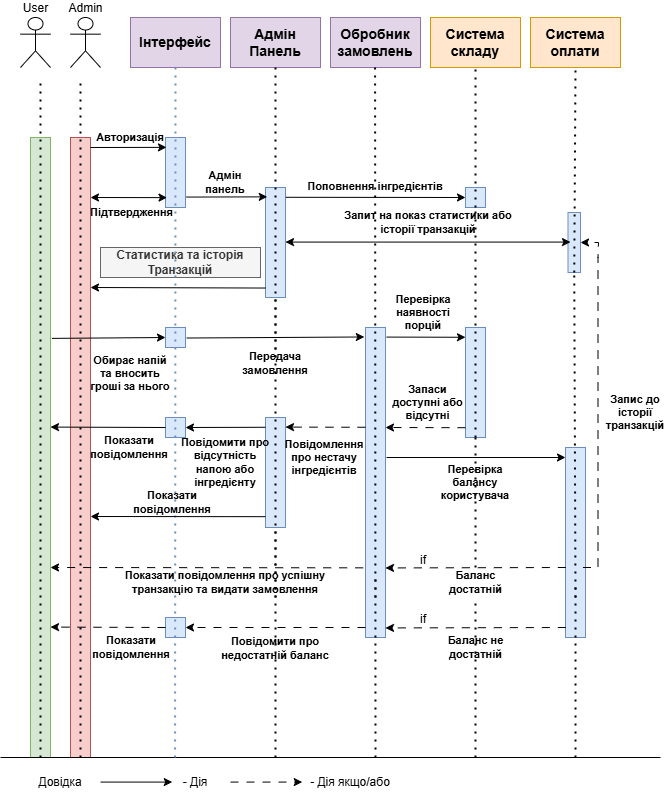 User
Admin
Інтерфейс
Адмін
Панель
Обробник
замовлень
Система
складу
Система
оплати
Авторизація
Адмін
панель
Поповнення інгредієнтів
Підтвердження
Запит на показ статистики або
історії транзакцій
Статистика та історія
Транзакцій
Перевірка
наявності
порцій
Обирає напій
та вносить
гроші за нього
Передача
замовлення
Запаси
доступні або
відсутні
Запис до
історії
транзакцій
Показати
повідомлення
Повідомити про
відсутність
напою або
інгредієнту
Повідомлення
про нестачу
інгредієнтів
Перевірка
балансу
користувача
Показати
повідомлення
if
Показати повідомлення про успішну
транзакцію та видати замовлення
Баланс
достатній
if
Показати
повідомлення
Повідомити про
недостатній баланс
Баланс не
достатній
Довідка
- Дія
- Дія якщо/або